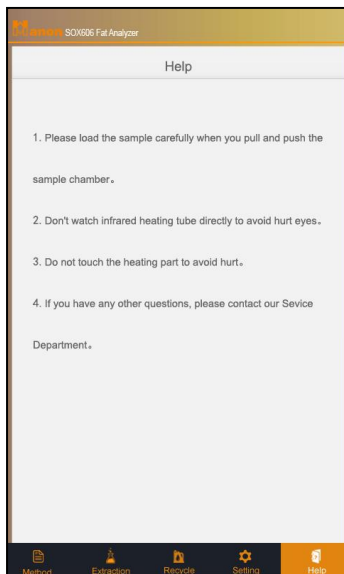 Hanon SOX606 Fat Analyzer
Help
1. Please load the sample carefully when you pull and push the
sample chamber。
2. Don't watch infrared heating tube directly to avoid hurt eyes。
3. Do not touch the heating part to avoid hurt。
4. If you have any other questions, please contact our Sevice
Department。
Method Extraction Recycle Setting Help